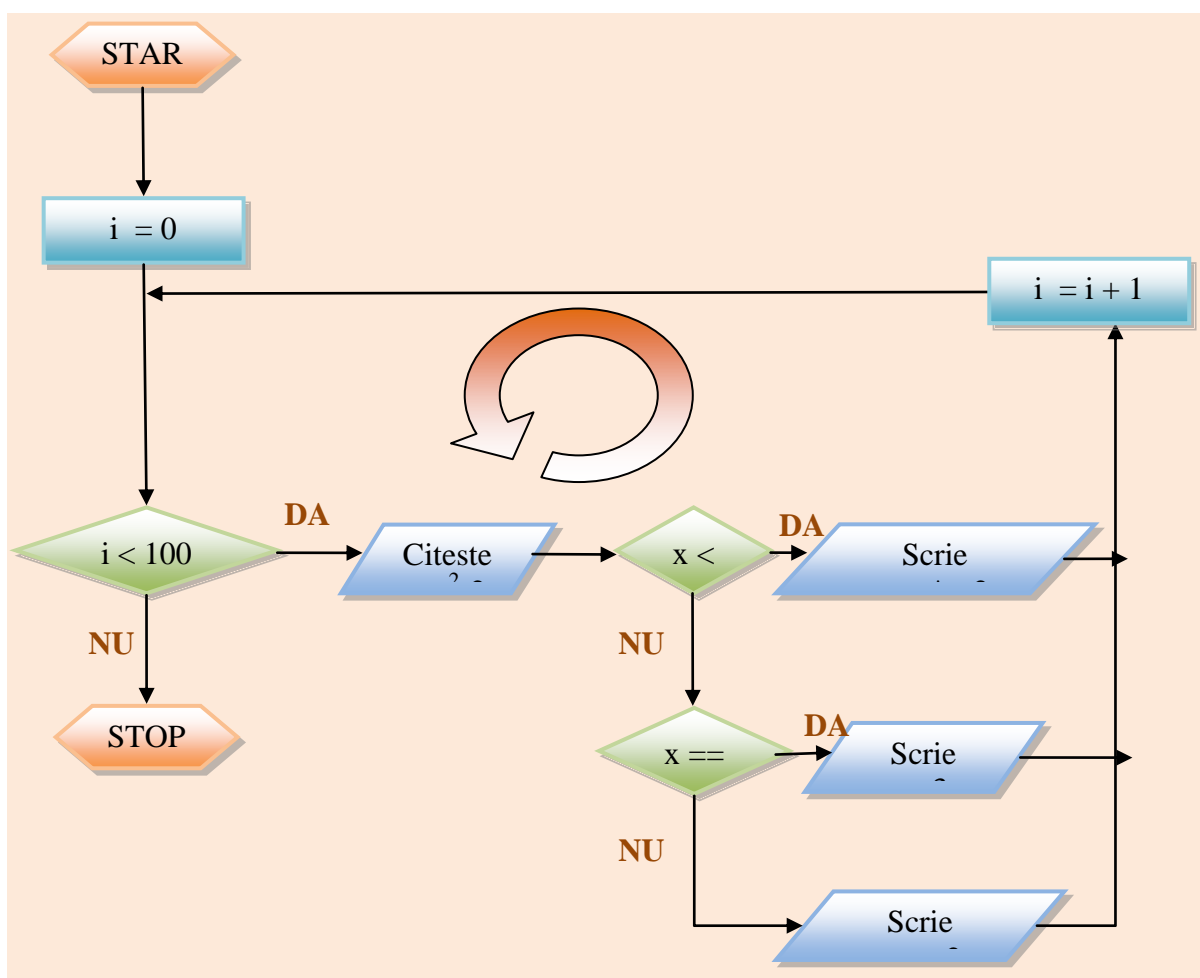 STAR
i = 0
i = i + 1
i < 100
DA
Citeste
x <
DA
Scrie
NU
NU
STOP
x ==
DA
Scrie
NU
Scrie